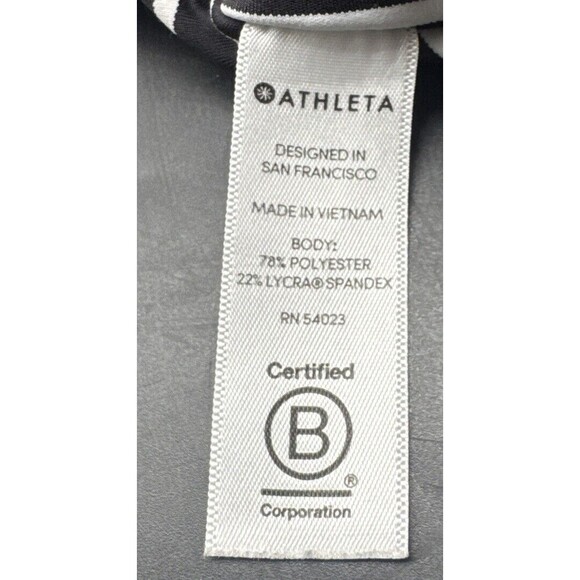 ATHLETA
DESIGNED IN
SAN FRANCISCO
MADE IN VIETNAM
BODY:
78% POLYESTER
22% LYCRA® SPANDEX
RN 54023
Certified
B
®
Corporation